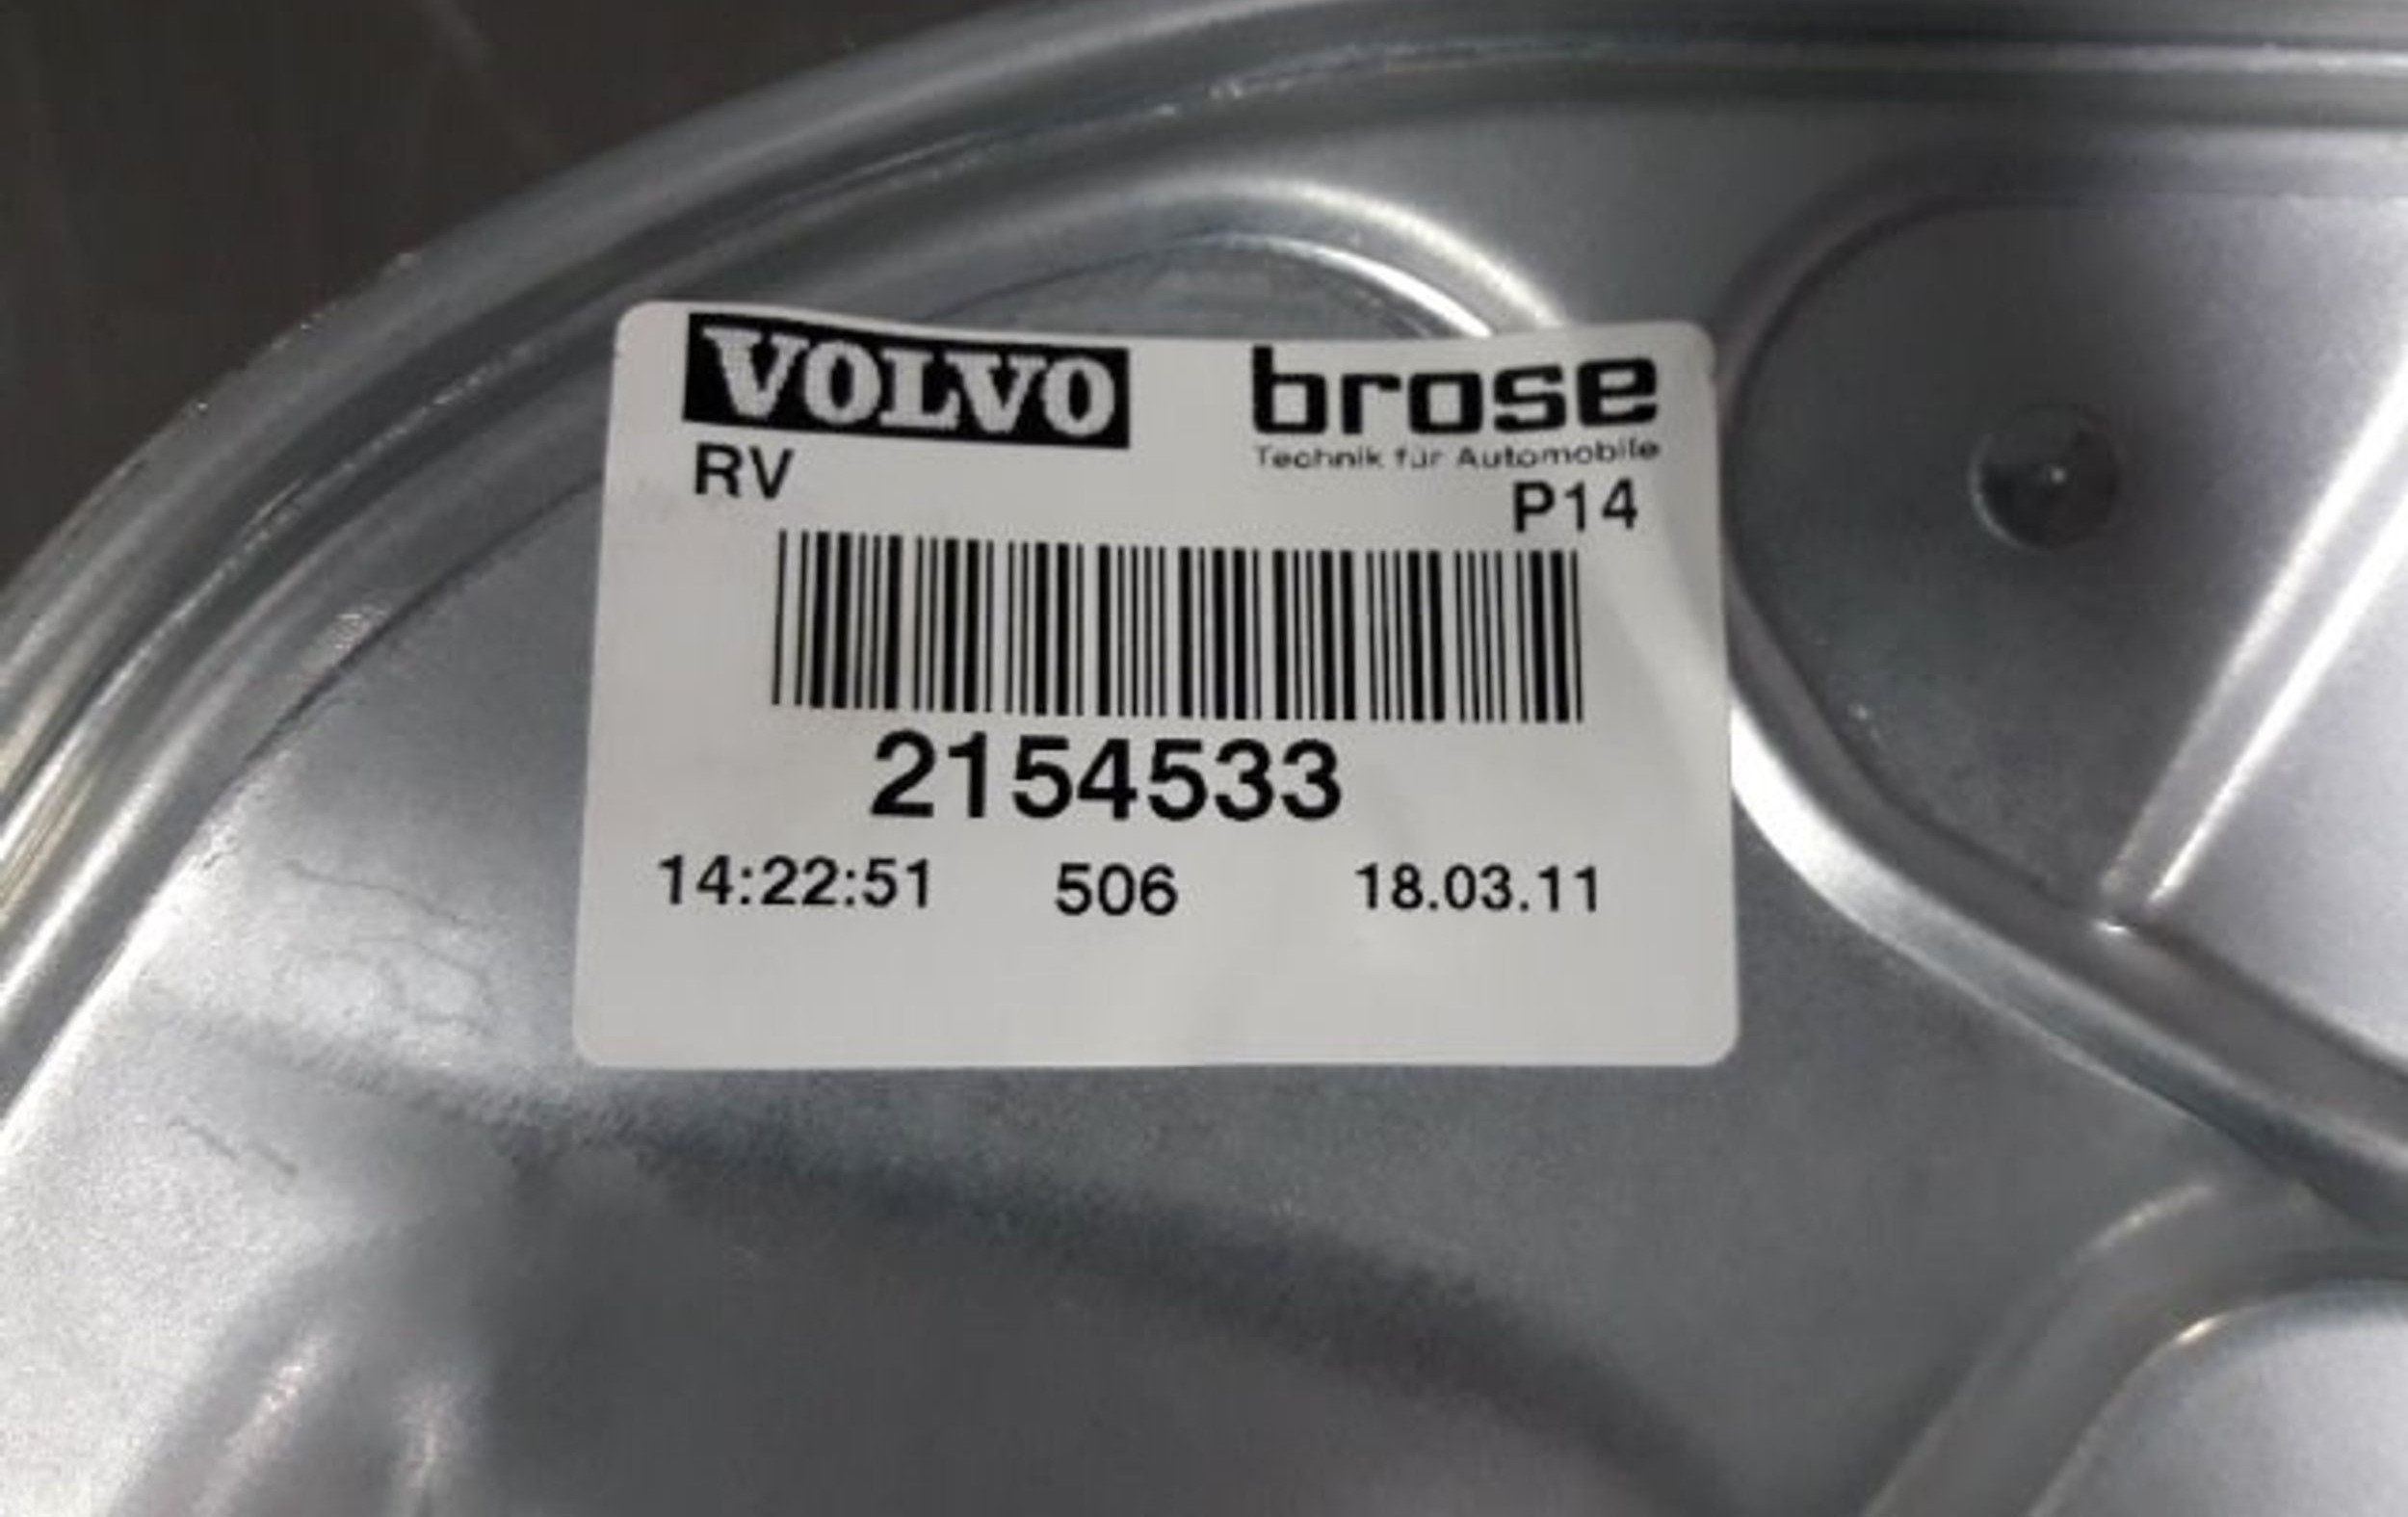 VOLVO brose
Technik für Automobile
RV P14
2154533
14:22:51 506 18.03.11